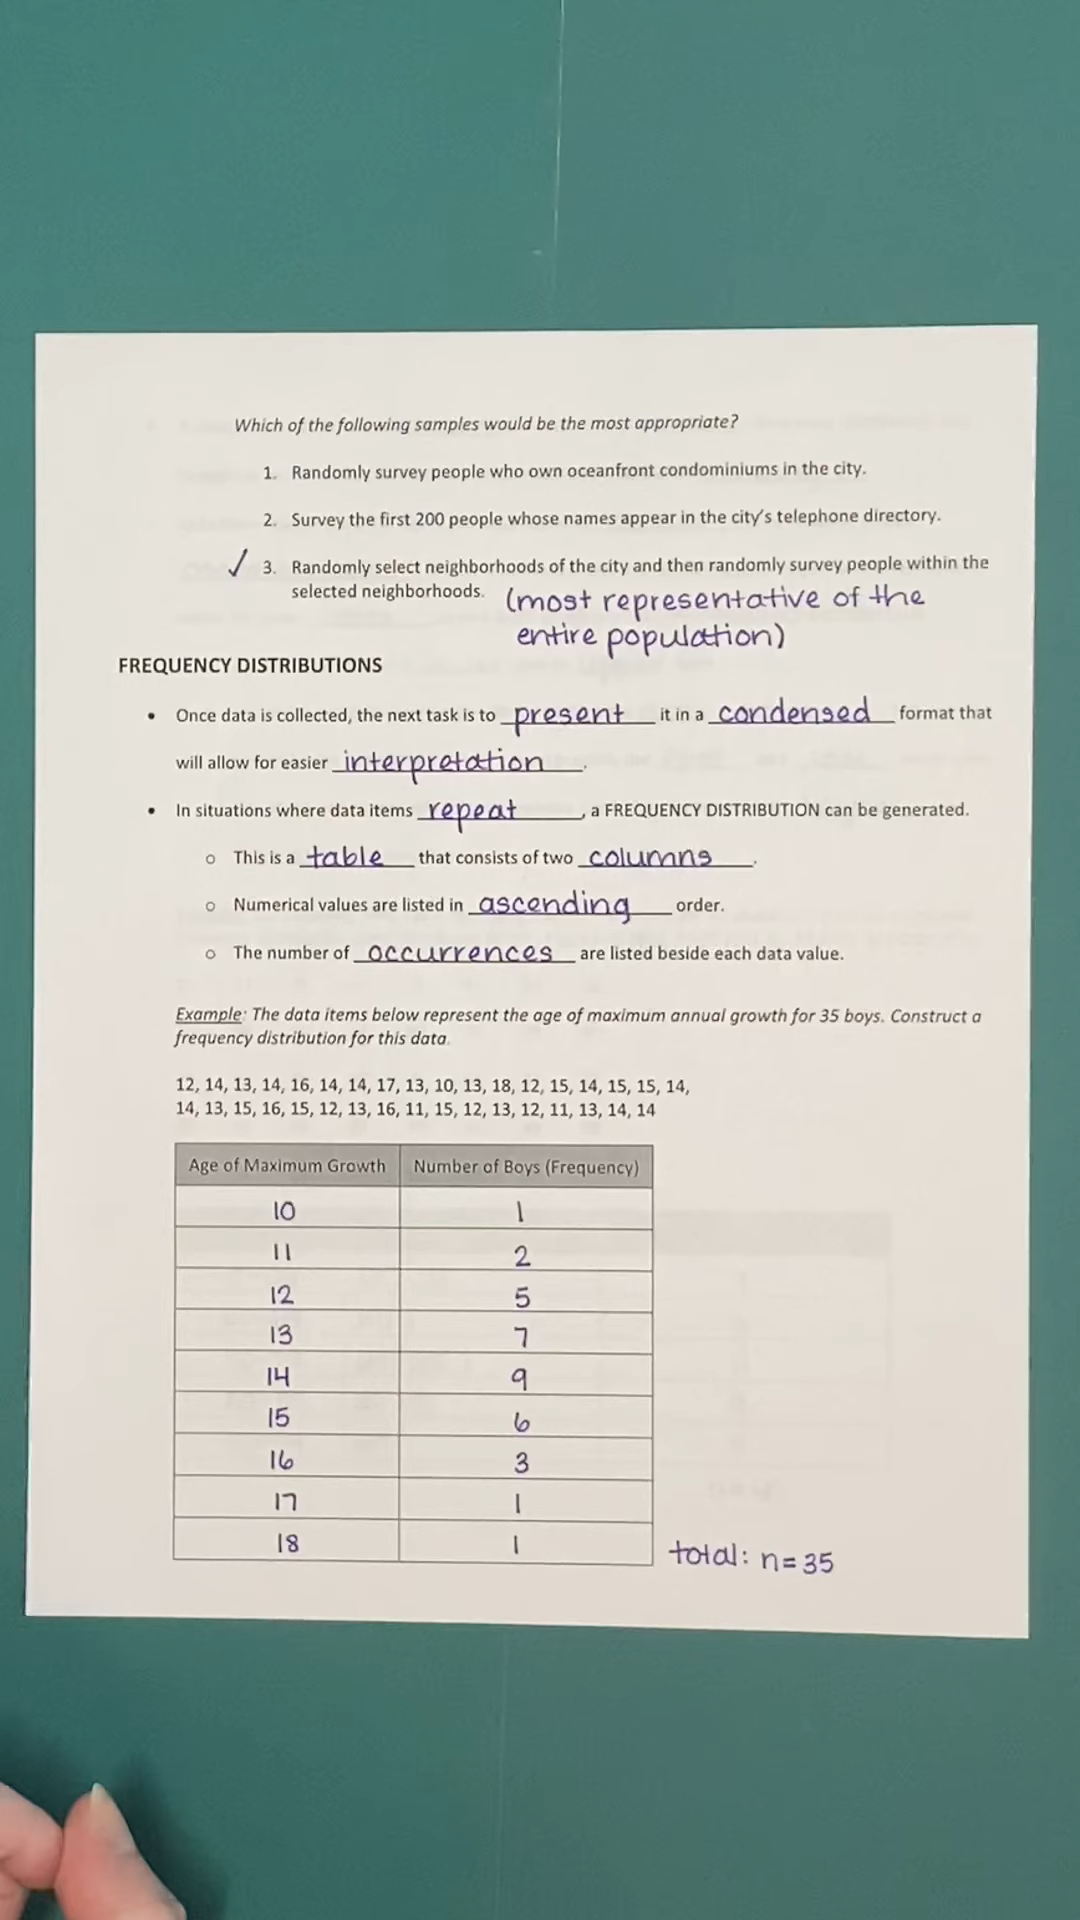 Which of the following samples would be the most appropriate?
1. Randomly survey people who own oceanfront condominiums in the city.
2. Survey the first 200 people whose names appear in the city's telephone directory.
✓ 3. Randomly select neighborhoods of the city and then randomly survey people within the
selected neighborhoods. (most representative of the
entire population)
FREQUENCY DISTRIBUTIONS
• Once data is collected, the next task is to present it in a condensed format that
will allow for easier interpretation.
• In situations where data items repeat, a FREQUENCY DISTRIBUTION can be generated.
o This is a table that consists of two columns.
o Numerical values are listed in ascending order.
o The number of occurrences are listed beside each data value.
Example: The data items below represent the age of maximum annual growth for 35 boys. Construct a
frequency distribution for this data.
12, 14, 13, 14, 16, 14, 14, 17, 13, 10, 13, 18, 12, 15, 14, 15, 15, 14,
14, 13, 15, 16, 15, 12, 13, 16, 11, 15, 12, 13, 12, 11, 13, 14, 14
Age of Maximum Growth Number of Boys (Frequency)
10 1
11 2
12 5
13 7
14 9
15 6
16 3
17 1
18 1
total: n=35